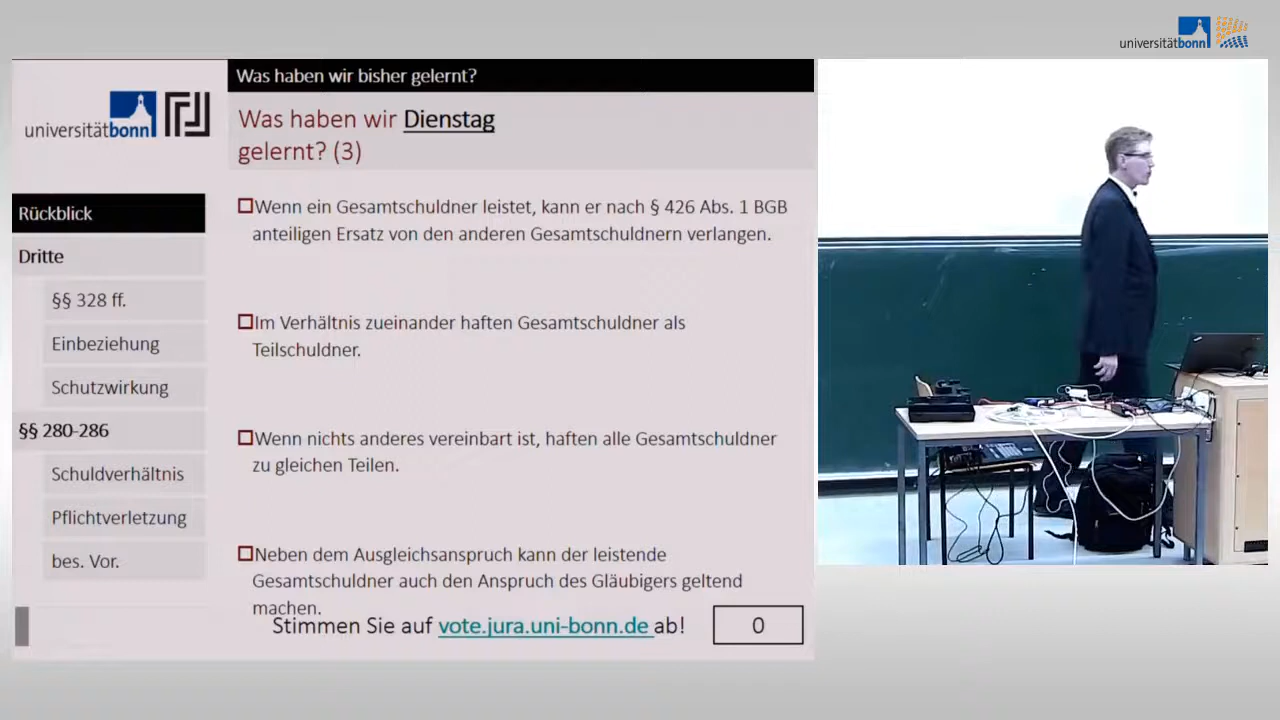 universitätbonn
Was haben wir bisher gelernt?
universitätbonn
Was haben wir Dienstag
gelernt? (3)
Rückblick
Dritte
§§ 328 ff.
Einbeziehung
Schutzwirkung
§§ 280-286
Schuldverhältnis
Pflichtverletzung
bes. Vor.
Wenn ein Gesamtschuldner leistet, kann er nach § 426 Abs. 1 BGB
anteiligen Ersatz von den anderen Gesamtschuldnern verlangen.
Im Verhältnis zueinander haften Gesamtschuldner als
Teilschuldner.
Wenn nichts anderes vereinbart ist, haften alle Gesamtschuldner
zu gleichen Teilen.
Neben dem Ausgleichsanspruch kann der leistende
Gesamtschuldner auch den Anspruch des Gläubigers geltend
machen.
Stimmen Sie auf vote.jura.uni-bonn.de ab!
0